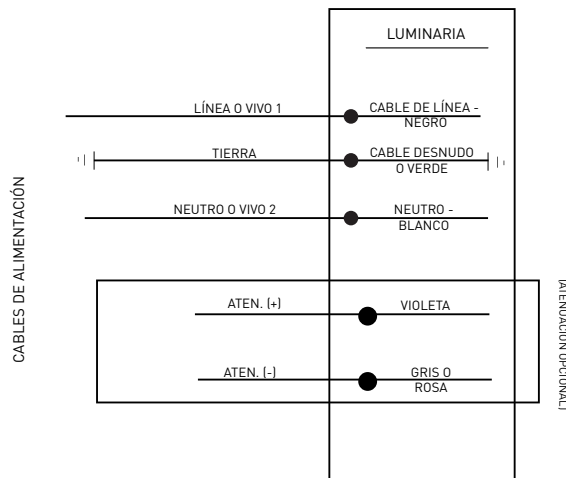 LUMINARIA
LÍNEA O VIVO 1
CABLE DE LÍNEA -
NEGRO
TIERRA
CABLE DESNUDO
O VERDE
NEUTRO O VIVO 2
NEUTRO -
BLANCO
CABLES DE ALIMENTACIÓN
ATEN. (+)
VIOLETA
ATEN. (-)
GRIS O
ROSA
(ATENUACIÓN OPCIONAL)